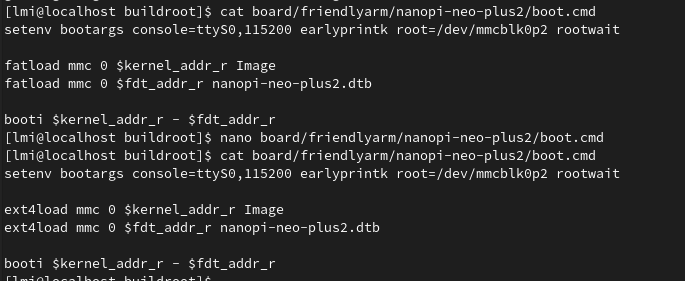 [lmi@localhost buildroot]$ cat board/friendlyarm/nanopi-neo-plus2/boot.cmd
setenv bootargs console=ttyS0,115200 earlyprintk root=/dev/mmcblk0p2 rootwait
fatload mmc 0 $kernel_addr_r Image
fatload mmc 0 $fdt_addr_r nanopi-neo-plus2.dtb
booti $kernel_addr_r - $fdt_addr_r
[lmi@localhost buildroot]$ nano board/friendlyarm/nanopi-neo-plus2/boot.cmd
[lmi@localhost buildroot]$ cat board/friendlyarm/nanopi-neo-plus2/boot.cmd
setenv bootargs console=ttyS0,115200 earlyprintk root=/dev/mmcblk0p2 rootwait
ext4load mmc 0 $kernel_addr_r Image
ext4load mmc 0 $fdt_addr_r nanopi-neo-plus2.dtb
booti $kernel_addr_r - $fdt_addr_r
[lmi@localhost buildroot]$